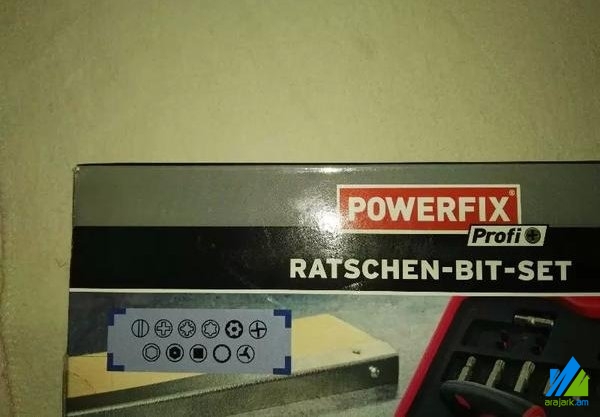 POWERFIX®
Profi
RATSCHEN-BIT-SET
arajark.am